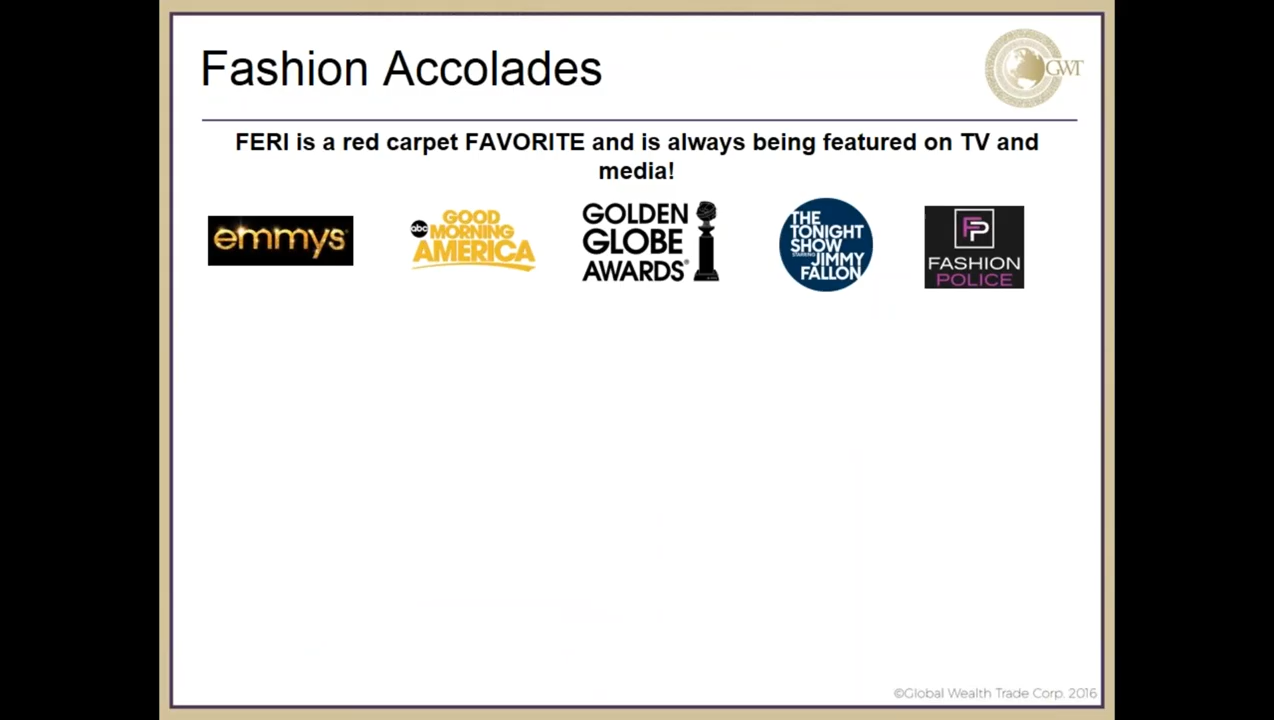 Fashion Accolades
GWT
FERI is a red carpet FAVORITE and is always being featured on TV and
media!
emmys
abc
GOOD
MORNING
AMERICA
GOLDEN
GLOBE
AWARDS®
THE
TONIGHT
SHOW
STARRING
JIMMY
FALLON
FP
FASHION
POLICE
©Global Wealth Trade Corp. 2016